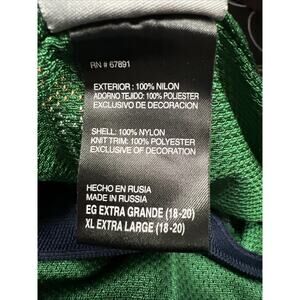 RN # 67891
EXTERIOR : 100% NILON
ADORNO TEJIDO: 100% POLIESTER
EXCLUSIVO DE DECORACION
SHELL: 100% NYLON
KNIT TRIM: 100% POLYESTER
EXCLUSIVE OF DECORATION
HECHO EN RUSIA
MADE IN RUSSIA
EG EXTRA GRANDE (18-20)
XL EXTRA LARGE (18-20)